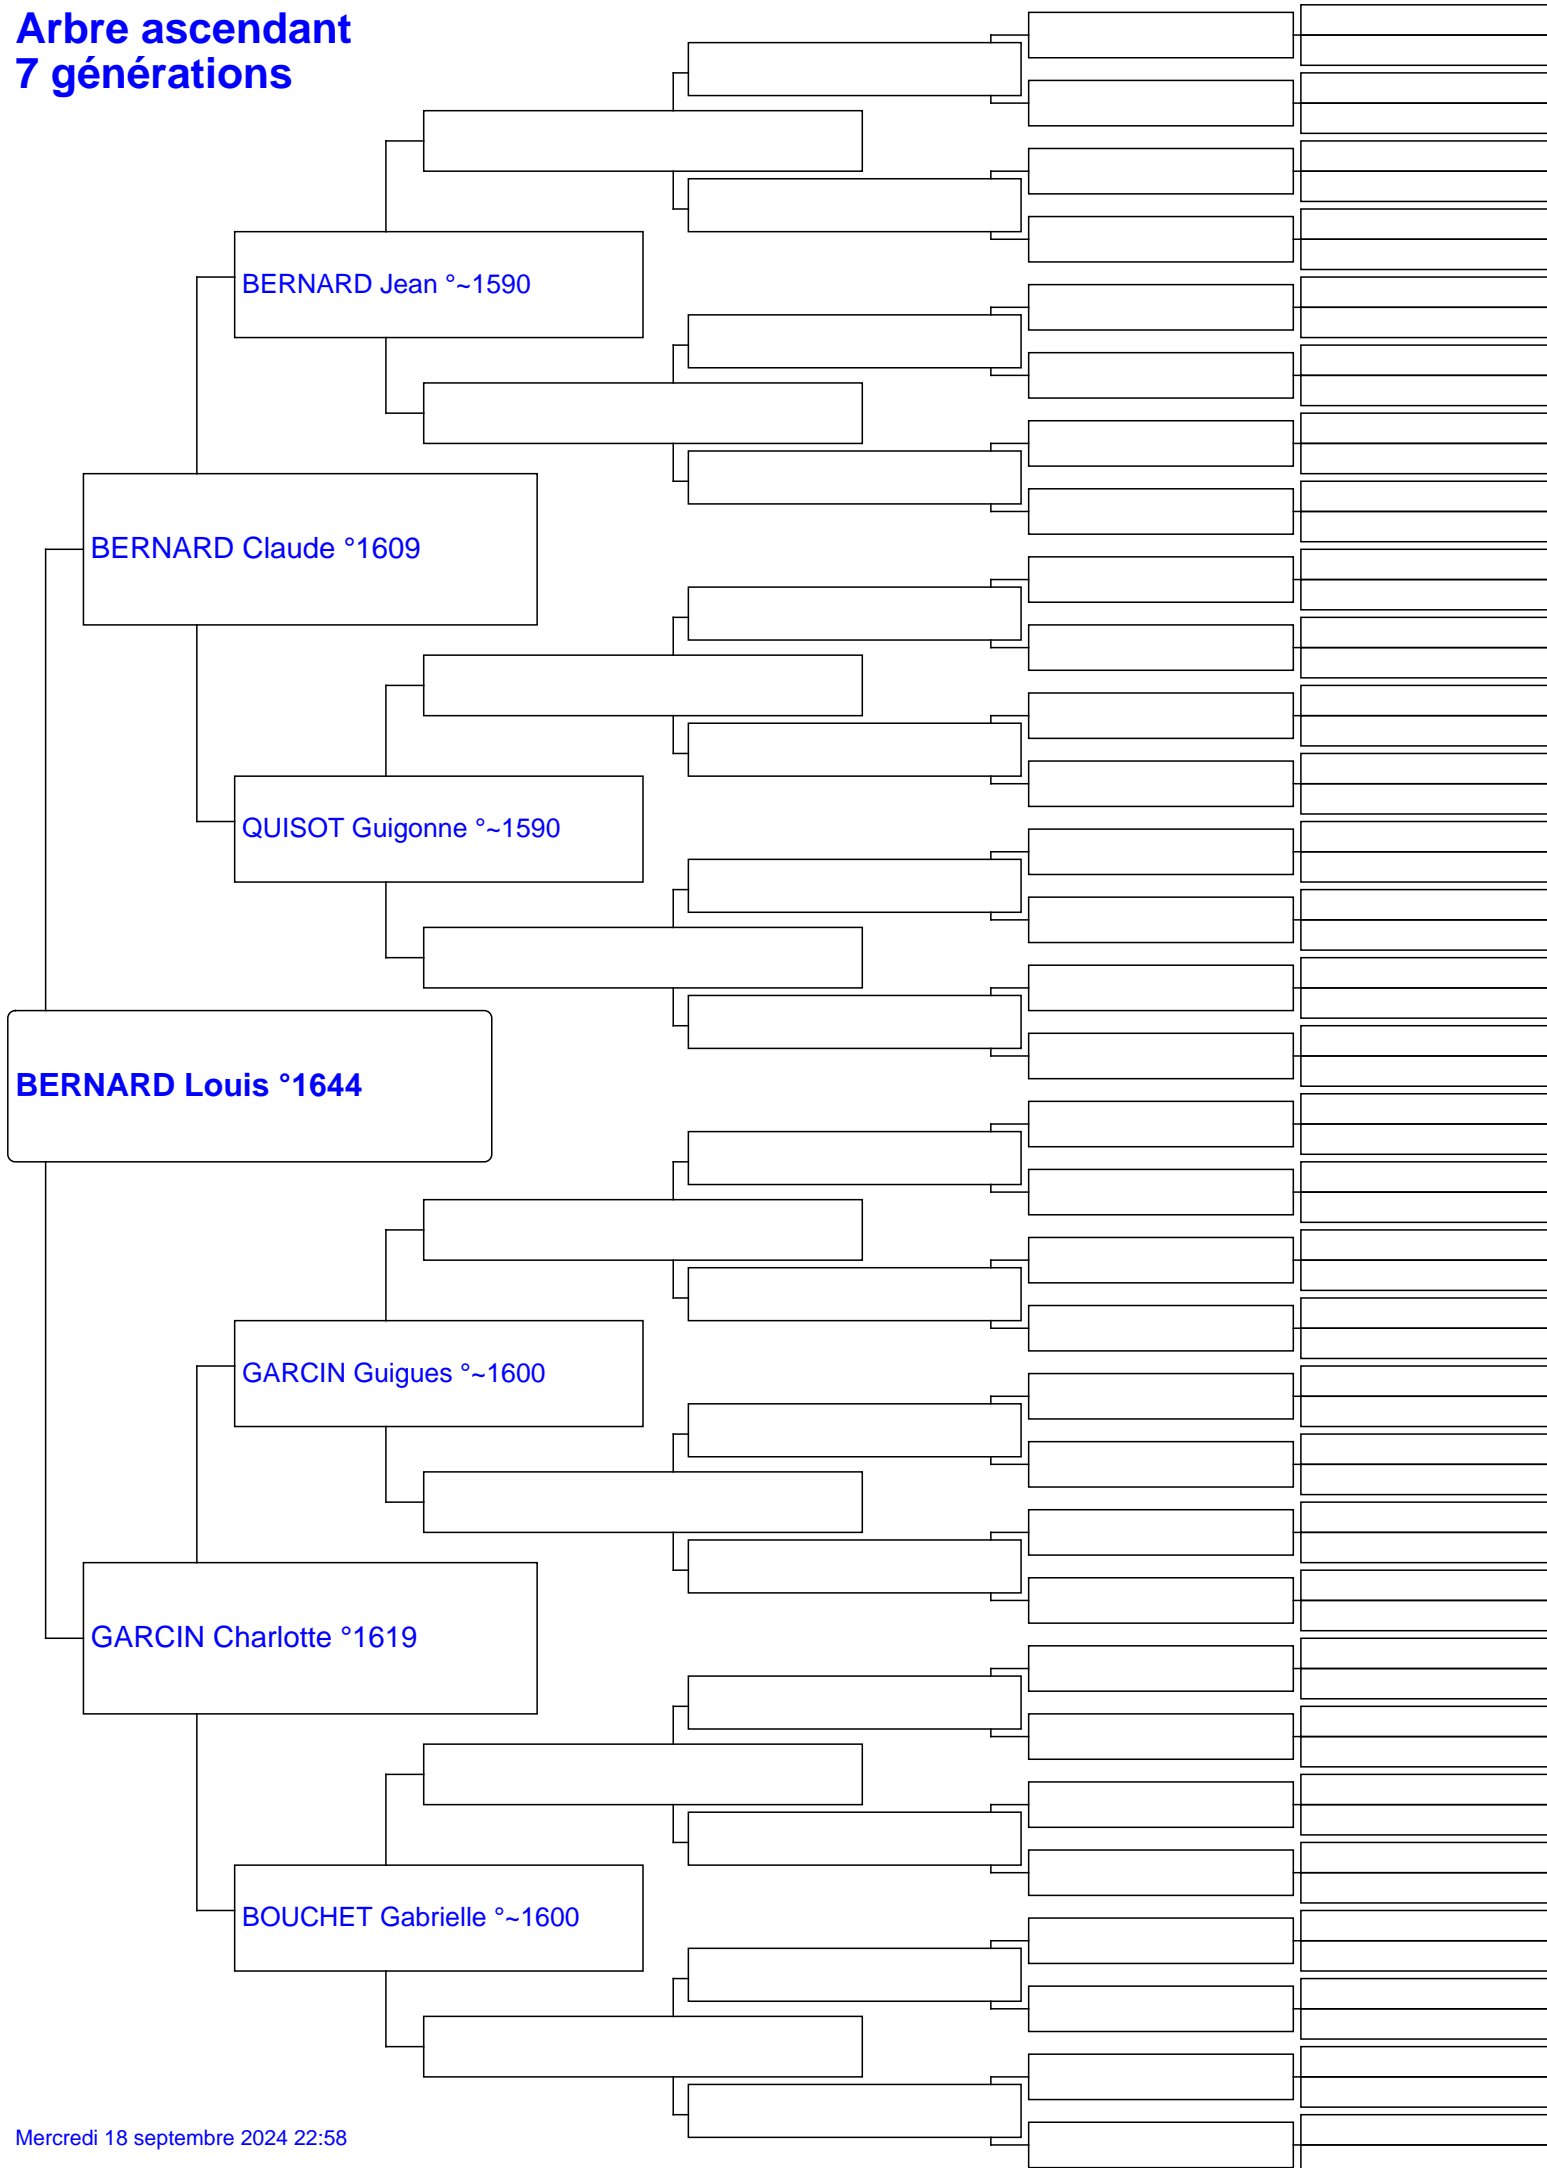 Arbre ascendant
7 générations
BERNARD Jean °~1590
BERNARD Claude °1609
QUISOT Guigonne °~1590
BERNARD Louis °1644
GARCIN Guigues °~1600
GARCIN Charlotte °1619
BOUCHET Gabrielle °~1600
Mercredi 18 septembre 2024 22:58